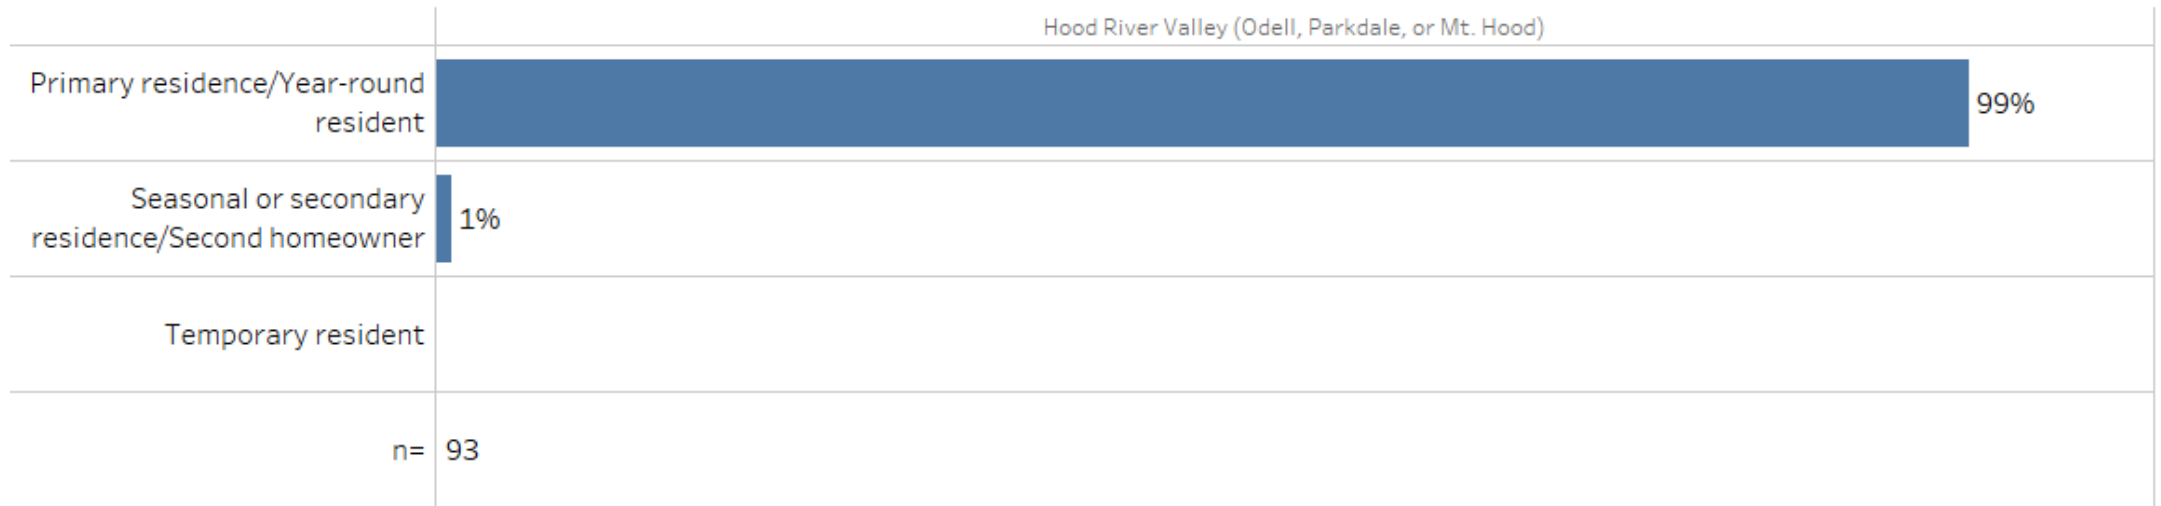 Hood River Valley (Odell, Parkdale, or Mt. Hood)
Primary residence/Year-round
resident
99%
Seasonal or secondary
residence/Second homeowner
1%
Temporary resident
n=
93